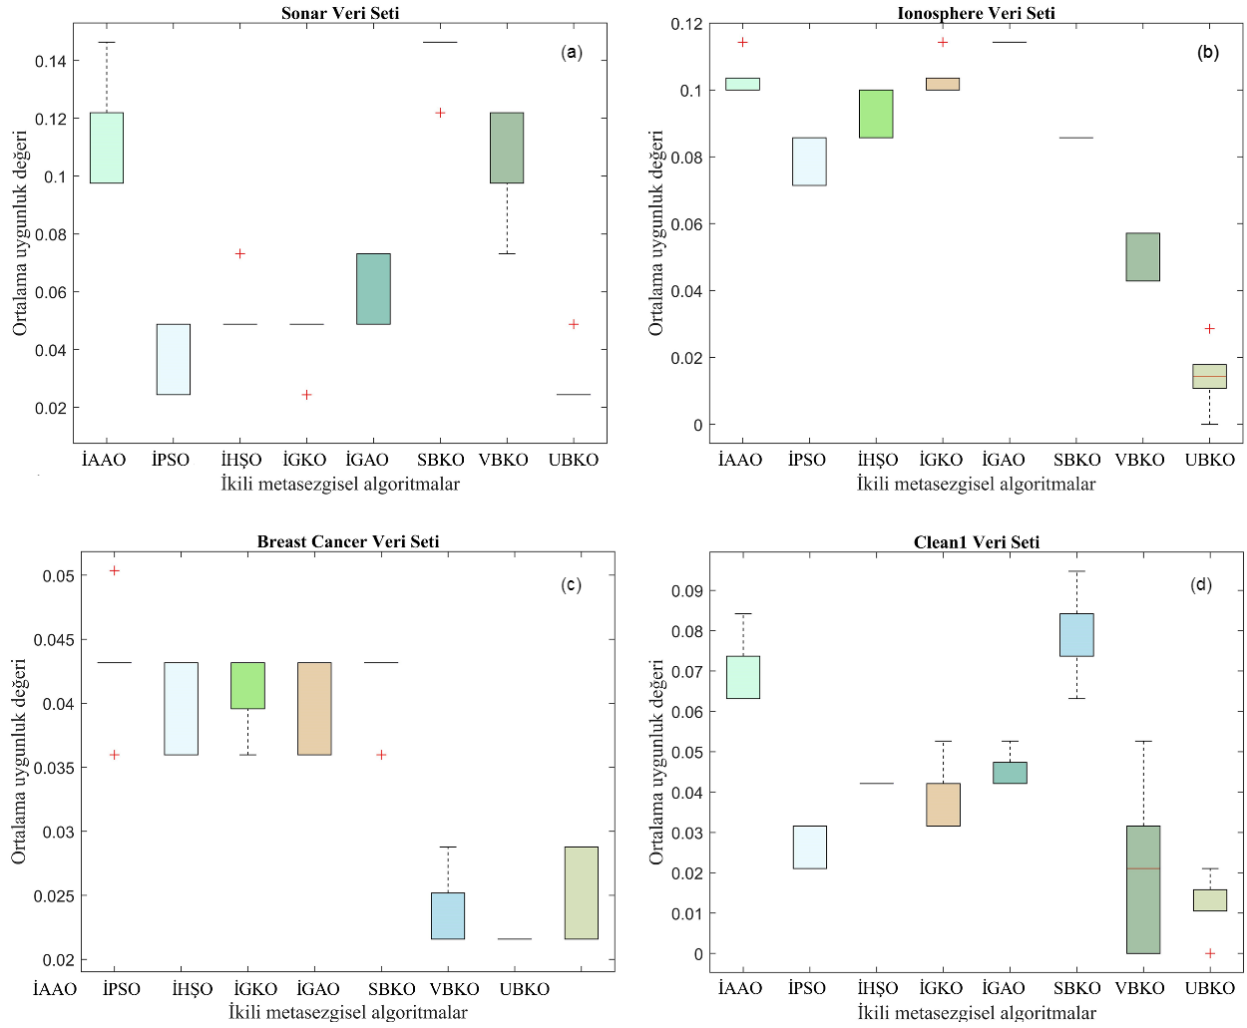 Sonar Veri Seti
(a)
0.14
0.12
0.1
0.08
0.06
0.04
0.02
Ortalama uygunluk değeri
İAAO İPSO İHŞO İGKO İGAO SBKO VBKO UBKO
İkili metasezgisel algoritmalar
Ionosphere Veri Seti
(b)
0.12
0.1
0.08
0.06
0.04
0.02
0
Ortalama uygunluk değeri
İAAO İPSO İHŞO İGKO İGAO SBKO VBKO UBKO
İkili metasezgisel algoritmalar
Breast Cancer Veri Seti
(c)
0.05
0.045
0.04
0.035
0.03
0.025
0.02
Ortalama uygunluk değeri
İAAO İPSO İHŞO İGKO İGAO SBKO VBKO UBKO
İkili metasezgisel algoritmalar
Clean1 Veri Seti
(d)
0.09
0.08
0.07
0.06
0.05
0.04
0.03
0.02
0.01
0
Ortalama uygunluk değeri
İAAO İPSO İHŞO İGKO İGAO SBKO VBKO UBKO
İkili metasezgisel algoritmalar